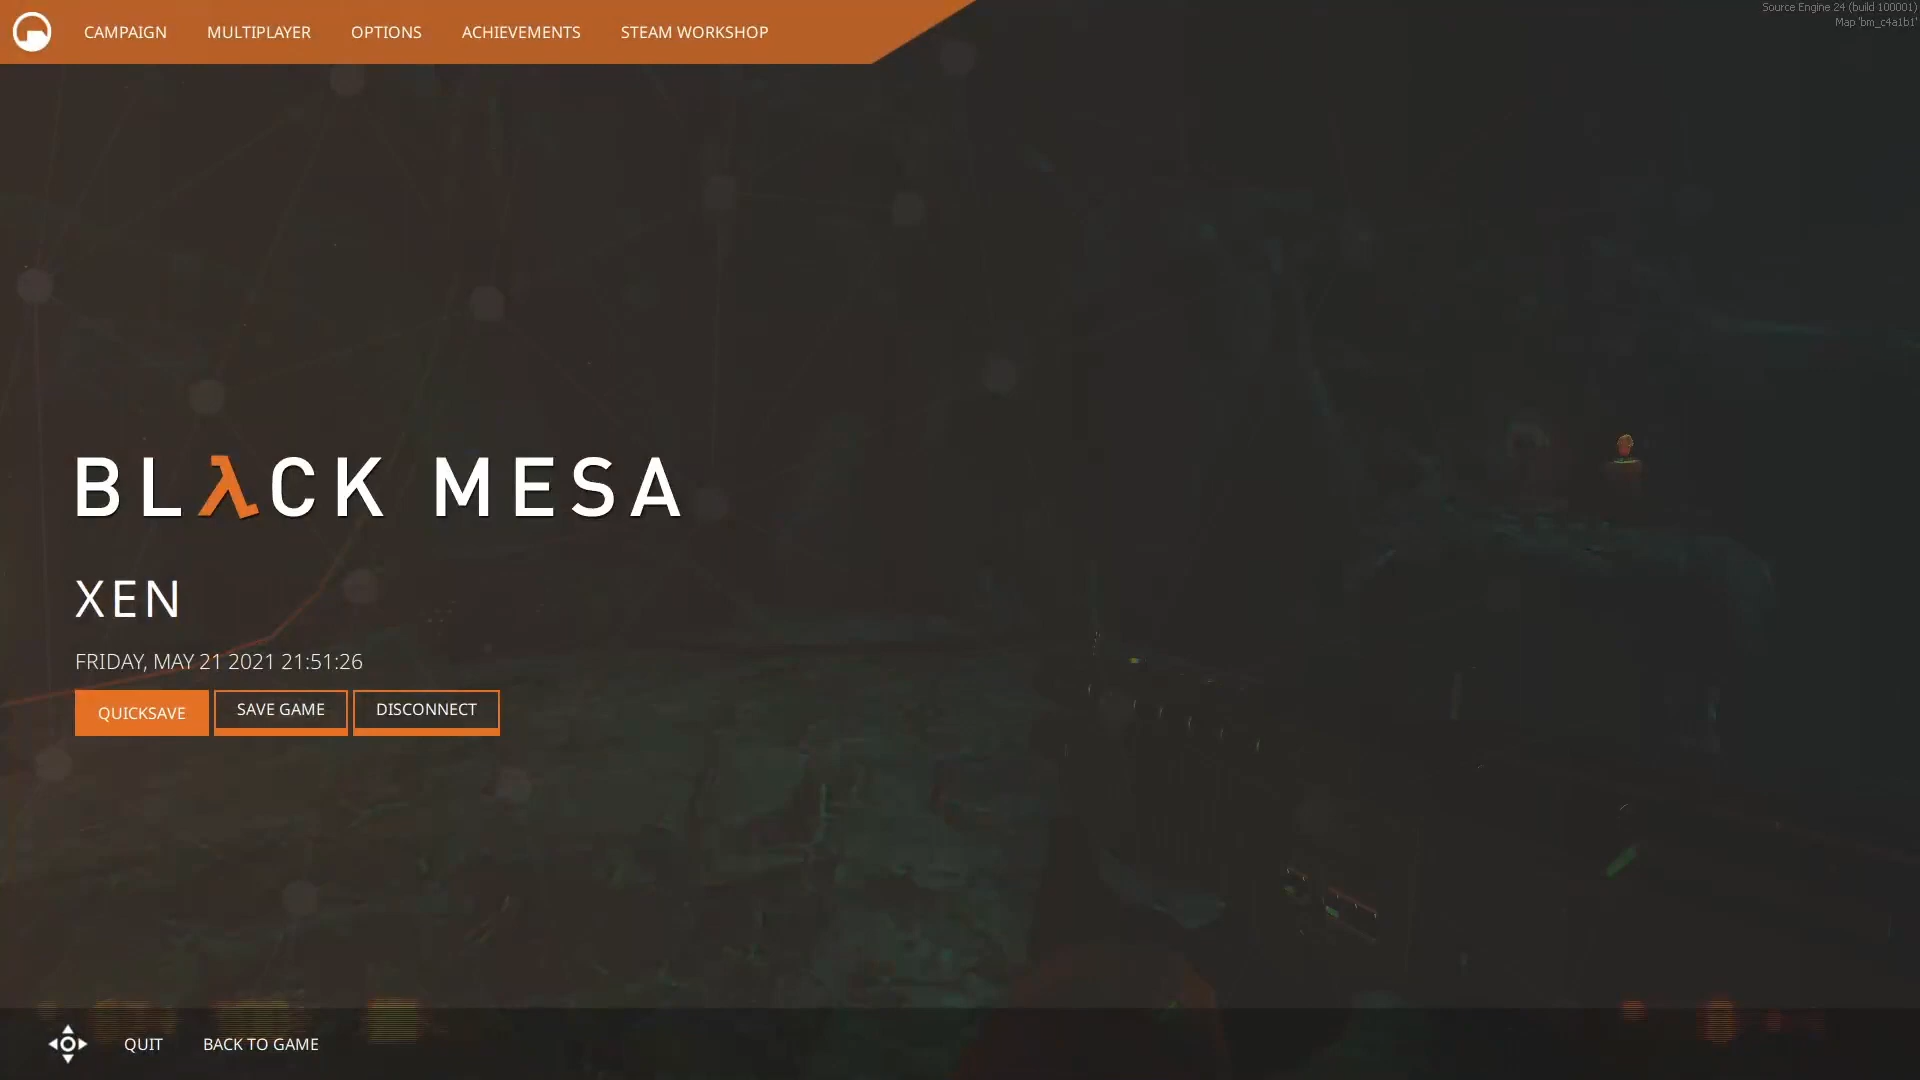 CAMPAIGN MULTIPLAYER OPTIONS ACHIEVEMENTS STEAM WORKSHOP
Source Engine 24 (build 100001)
Map 'bm_c4a1b1'
BLλCK MESA
XEN
FRIDAY, MAY 21 2021 21:51:26
QUICKSAVE SAVE GAME DISCONNECT
QUIT BACK TO GAME